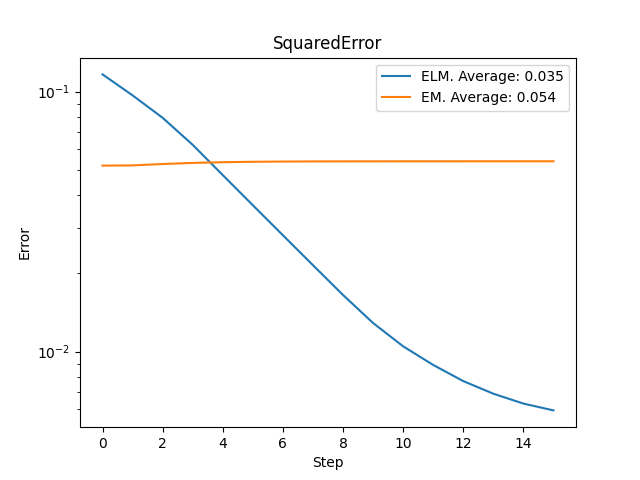 SquaredError
ELM. Average: 0.035
EM. Average: 0.054
Error
10⁻¹
10⁻²
0 2 4 6 8 10 12 14
Step